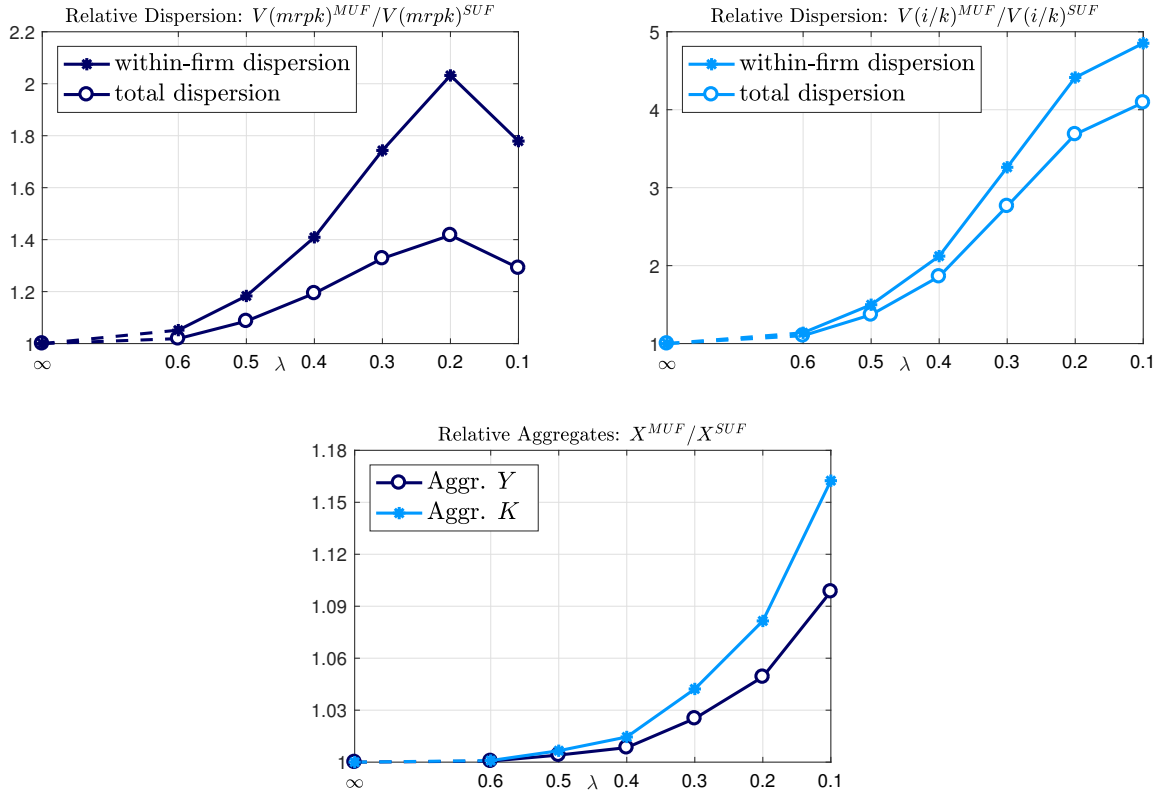 Relative Dispersion: V(mrpk)^{MUF}/V(mrpk)^{SUF}
2.2
2
1.8
1.6
1.4
1.2
1
within-firm dispersion
total dispersion
∞ 0.6 0.5 λ 0.4 0.3 0.2 0.1
Relative Dispersion: V(i/k)^{MUF}/V(i/k)^{SUF}
5
4
3
2
1
within-firm dispersion
total dispersion
∞ 0.6 0.5 λ 0.4 0.3 0.2 0.1
Relative Aggregates: X^{MUF}/X^{SUF}
1.18
1.15
1.12
1.09
1.06
1.03
1
Aggr. Y
Aggr. K
∞ 0.6 0.5 λ 0.4 0.3 0.2 0.1